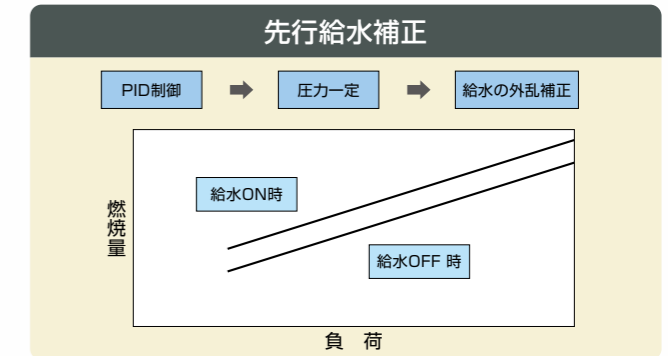 先行給水補正
PID制御 ➡ 圧力一定 ➡ 給水の外乱補正
給水ON時
燃焼量
給水OFF 時
負　荷